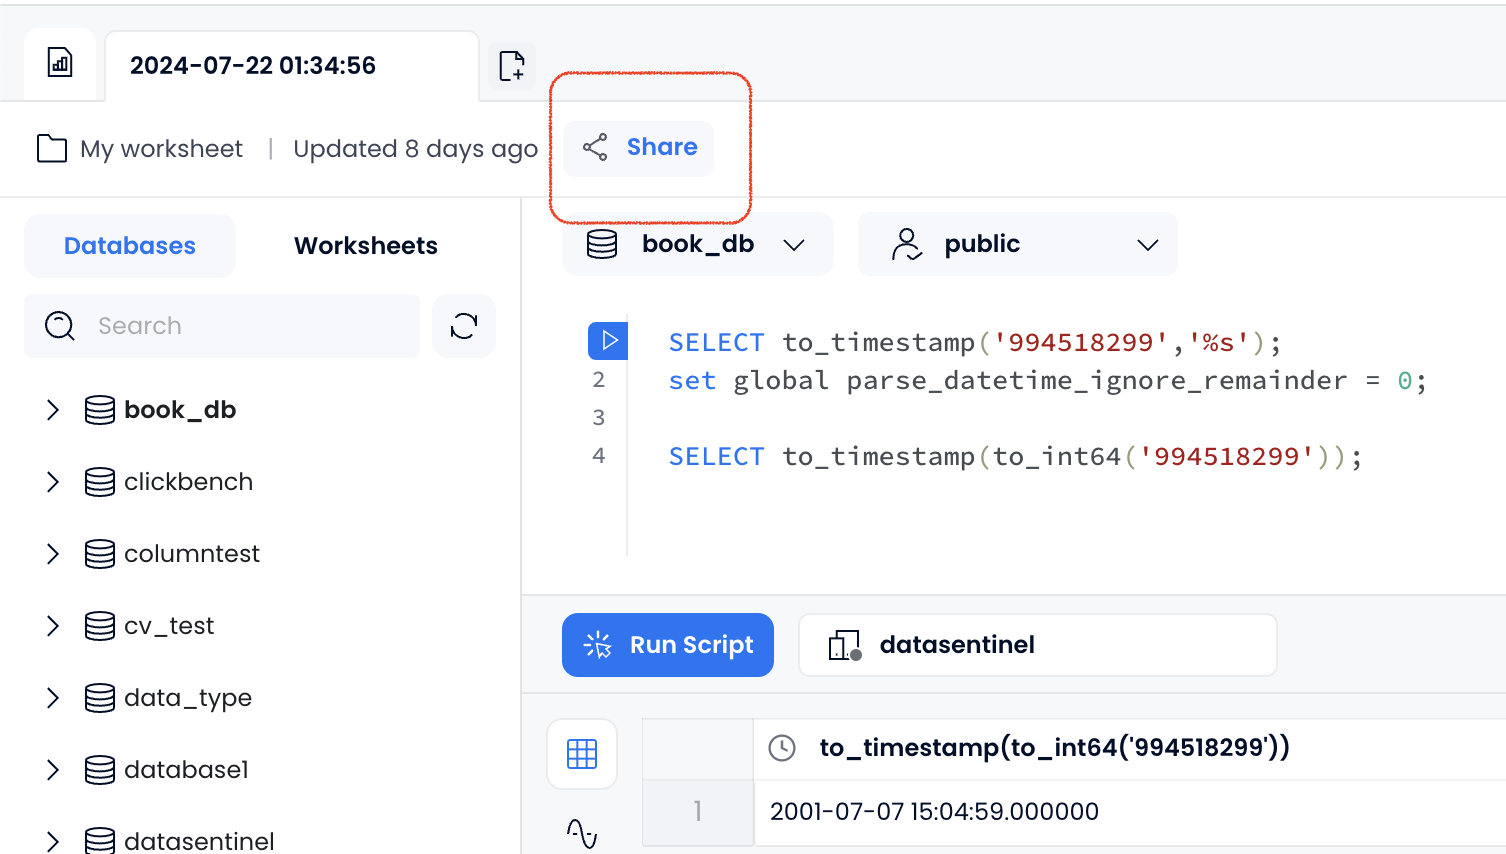 2024-07-22 01:34:56
My worksheet | Updated 8 days ago Share
Databases Worksheets
Search
book_db
clickbench
columntest
cv_test
data_type
database1
datasentinel
book_db public
SELECT to_timestamp('994518299','%s');
2 set global parse_datetime_ignore_remainder = 0;
3
4 SELECT to_timestamp(to_int64('994518299'));
Run Script datasentinel
to_timestamp(to_int64('994518299'))
1 2001-07-07 15:04:59.000000